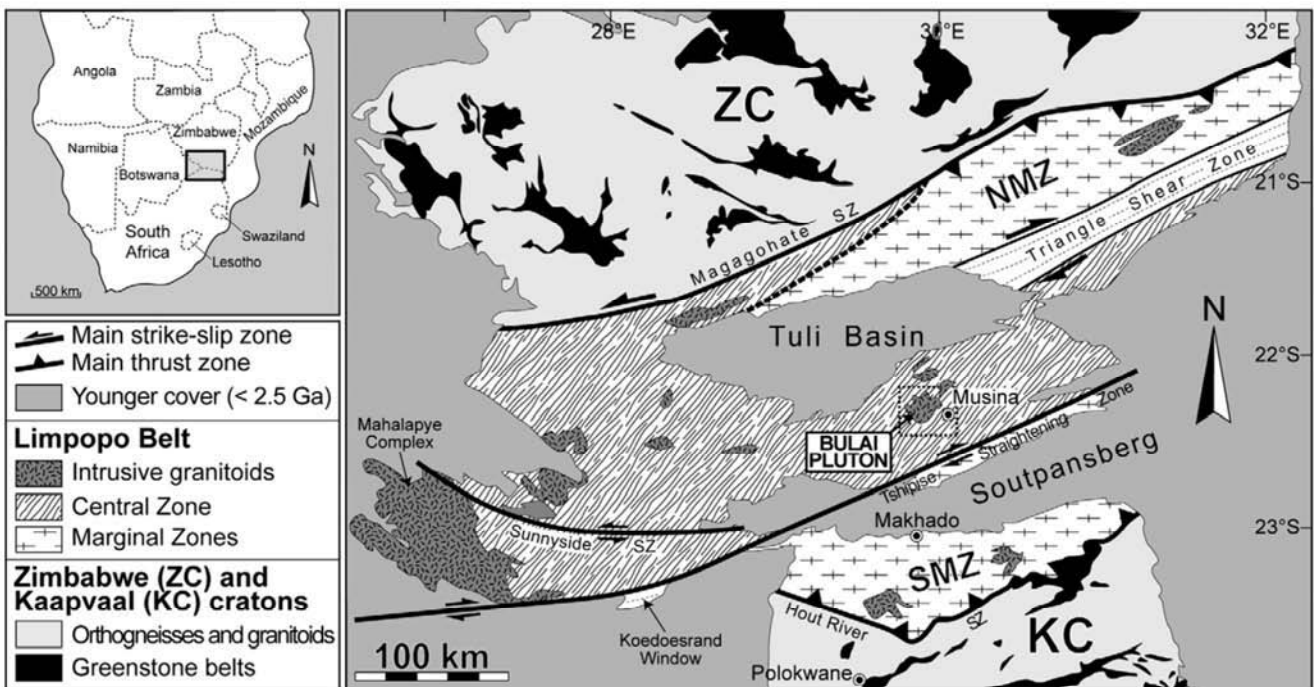 Angola
Zambia
Zimbabwe
Mozambique
Namibia
Botswana
South
Africa
Swaziland
Lesotho
N
500 km
Main strike-slip zone
Main thrust zone
Younger cover (< 2.5 Ga)
Limpopo Belt
Intrusive granitoids
Central Zone
Marginal Zones
Zimbabwe (ZC) and
Kaapvaal (KC) cratons
Orthogneisses and granitoids
Greenstone belts
28°E
30°E
32°E
ZC
NMZ
21°S
Magagohate SZ
Triangle Shear Zone
Tuli Basin
N
22°S
Musina
BULAI
PLUTON
Mahalapye
Complex
Tshipise Straightening Zone
Soutpansberg
Sunnyside SZ
Makhado
23°S
SMZ
Hout River SZ
Koedoesrand
Window
KC
100 km
Polokwane